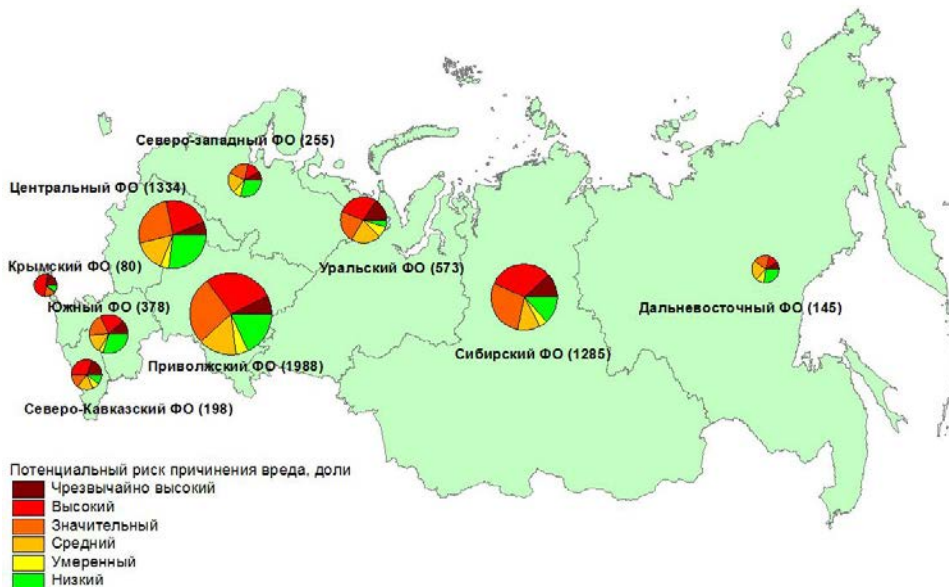 Северо-западный ФО (255)
Центральный ФО (1334)
Крымский ФО (80)
Уральский ФО (573)
Южный ФО (378)
Дальневосточный ФО (145)
Сибирский ФО (1285)
Приволжский ФО (1988)
Северо-Кавказский ФО (198)
Потенциальный риск причинения вреда, доли
Чрезвычайно высокий
Высокий
Значительный
Средний
Умеренный
Низкий